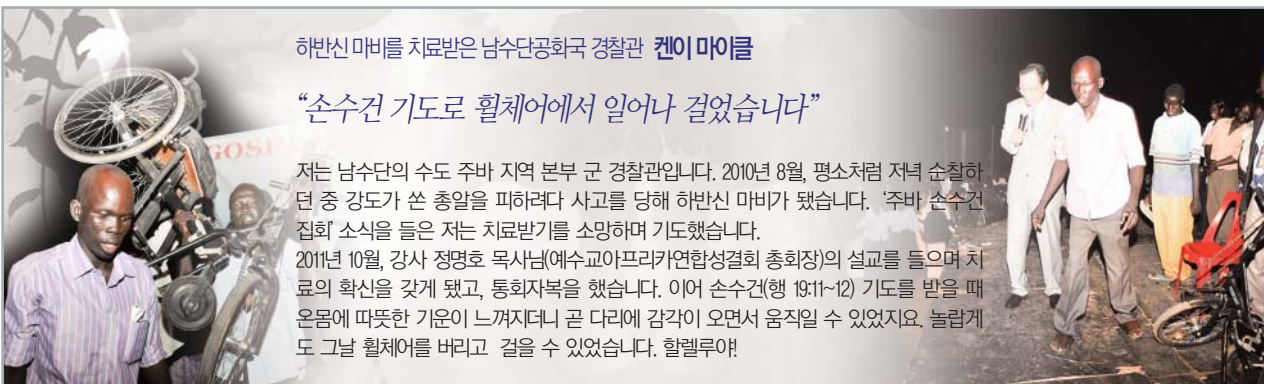 하반신 마비를 치료받은 남수단공화국 경찰관 켄이 마이클
“손수건 기도로 휠체어에서 일어나 걸었습니다”
GOSP
저는 남수단의 수도 주바 지역 본부 군 경찰관입니다. 2010년 8월, 평소처럼 저녁 순찰하
던 중 강도가 쏜 총알을 피하려다 사고를 당해 하반신 마비가 됐습니다. ‘주바 손수건
집회’ 소식을 들은 저는 치료받기를 소망하며 기도했습니다.
2011년 10월, 강사 정명호 목사님(예수교아프리카연합성결회 총회장)의 설교를 들으며 치
료의 확신을 갖게 됐고, 통회자복을 했습니다. 이어 손수건(행 19:11~12) 기도를 받을 때
온몸에 따뜻한 기운이 느껴지더니 곧 다리에 감각이 오면서 움직일 수 있었지요. 놀랍게
도 그날 휠체어를 버리고 걸을 수 있었습니다. 할렐루야!